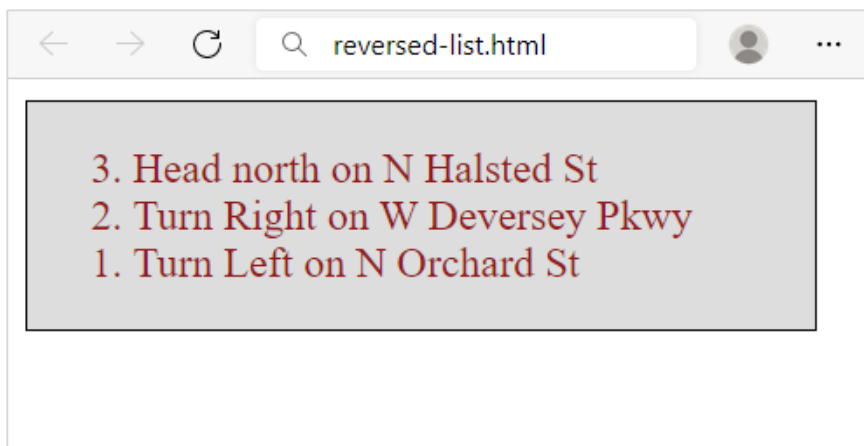 reversed-list.html
3. Head north on N Halsted St
2. Turn Right on W Deversey Pkwy
1. Turn Left on N Orchard St